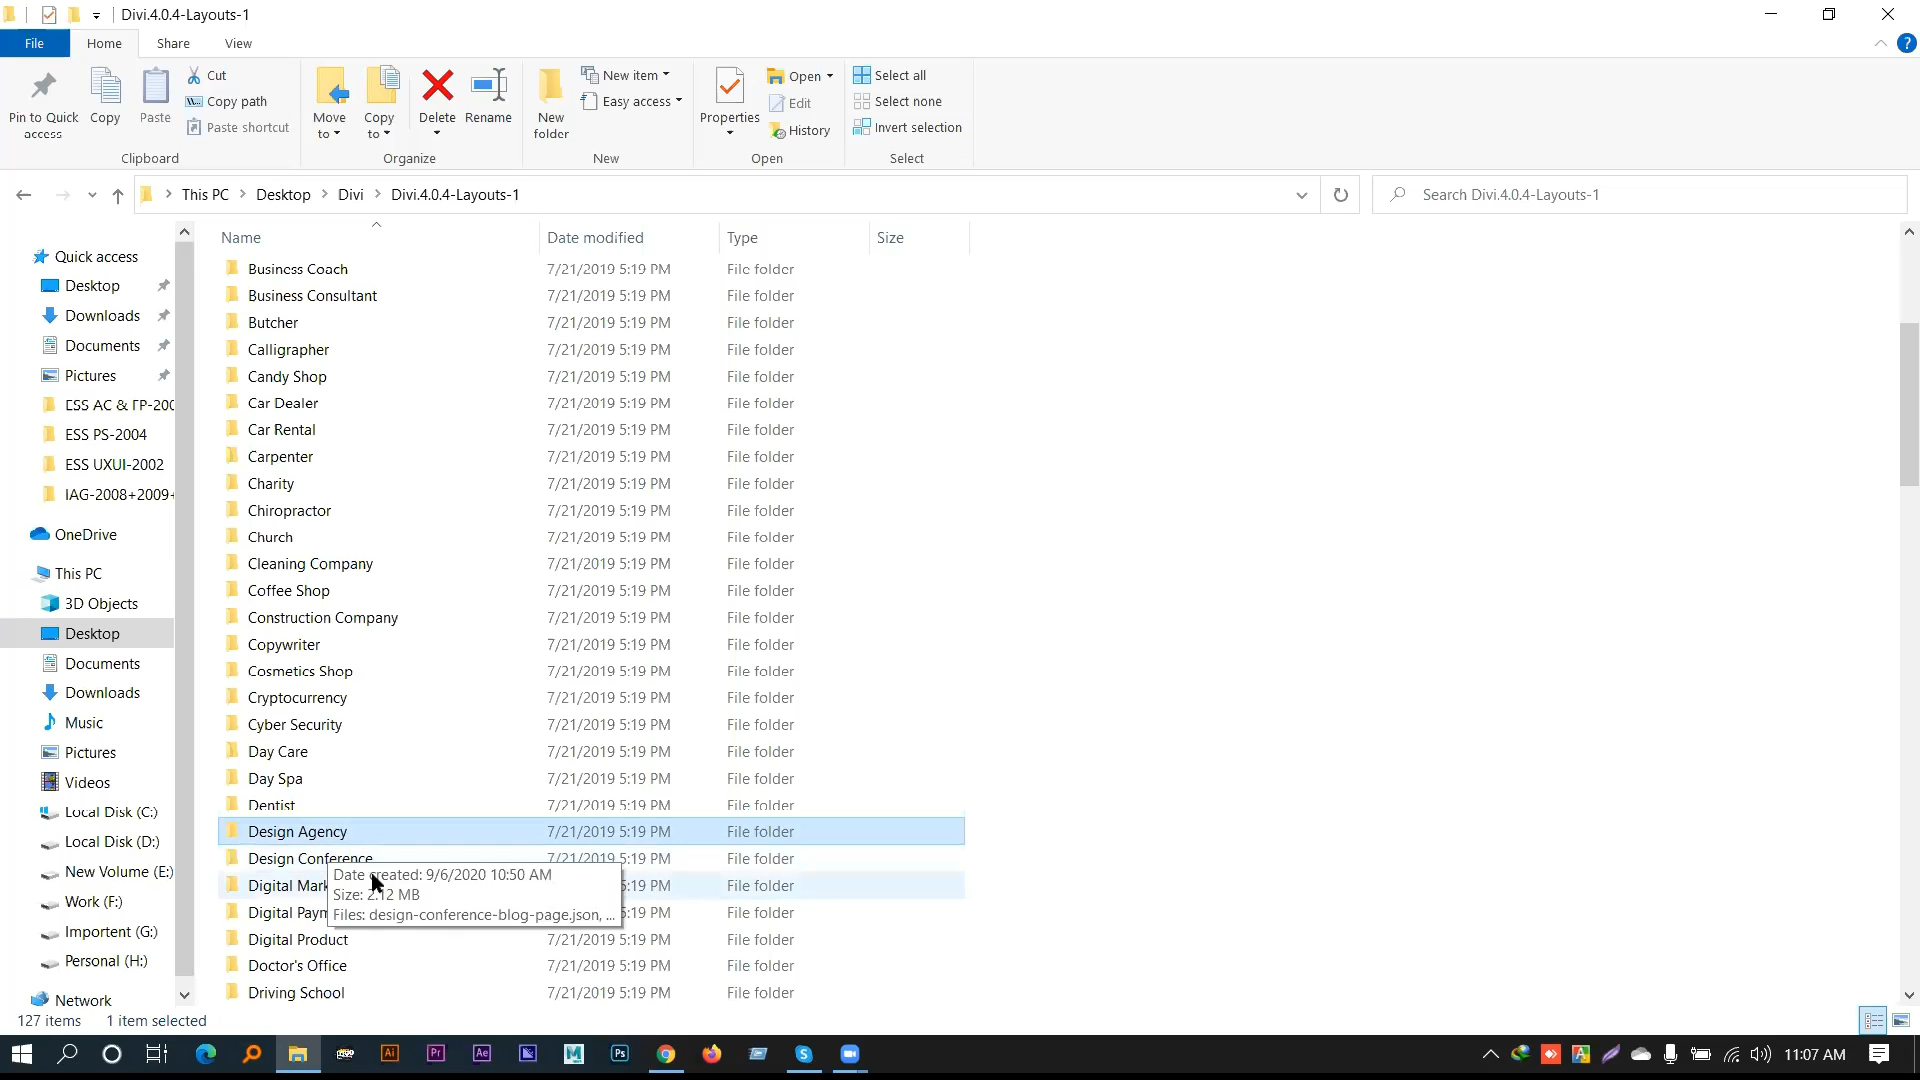 Divi.4.0.4-Layouts-1
File Home Share View
Pin to Quick access
Copy
Paste
Cut
Copy path
Paste shortcut
Clipboard
Move to
Copy to
Delete
Rename
Organize
New folder
New item
Easy access
New
Properties
Open
Edit
History
Open
Select all
Select none
Invert selection
Select
This PC > Desktop > Divi > Divi.4.0.4-Layouts-1
Search Divi.4.0.4-Layouts-1
Quick access
Desktop
Downloads
Documents
Pictures
ESS AC & FP-200
ESS PS-2004
ESS UXUI-2002
IAG-2008+2009+
OneDrive
This PC
3D Objects
Desktop
Documents
Downloads
Music
Pictures
Videos
Local Disk (C:)
Local Disk (D:)
New Volume (E:)
Work (F:)
Importent (G:)
Personal (H:)
Network
Name Date modified Type Size
Business Coach 7/21/2019 5:19 PM File folder
Business Consultant 7/21/2019 5:19 PM File folder
Butcher 7/21/2019 5:19 PM File folder
Calligrapher 7/21/2019 5:19 PM File folder
Candy Shop 7/21/2019 5:19 PM File folder
Car Dealer 7/21/2019 5:19 PM File folder
Car Rental 7/21/2019 5:19 PM File folder
Carpenter 7/21/2019 5:19 PM File folder
Charity 7/21/2019 5:19 PM File folder
Chiropractor 7/21/2019 5:19 PM File folder
Church 7/21/2019 5:19 PM File folder
Cleaning Company 7/21/2019 5:19 PM File folder
Coffee Shop 7/21/2019 5:19 PM File folder
Construction Company 7/21/2019 5:19 PM File folder
Copywriter 7/21/2019 5:19 PM File folder
Cosmetics Shop 7/21/2019 5:19 PM File folder
Cryptocurrency 7/21/2019 5:19 PM File folder
Cyber Security 7/21/2019 5:19 PM File folder
Day Care 7/21/2019 5:19 PM File folder
Day Spa 7/21/2019 5:19 PM File folder
Dentist 7/21/2019 5:19 PM File folder
Design Agency 7/21/2019 5:19 PM File folder
Design Conference 7/21/2019 5:19 PM File folder
Digital Mark 5:19 PM File folder
Digital Paym 5:19 PM File folder
Date created: 9/6/2020 10:50 AM
Size: 2.12 MB
Files: design-conference-blog-page.json, ...
Digital Product 7/21/2019 5:19 PM File folder
Doctor's Office 7/21/2019 5:19 PM File folder
Driving School 7/21/2019 5:19 PM File folder
127 items 1 item selected
Ai Pr Ae Ps
11:07 AM